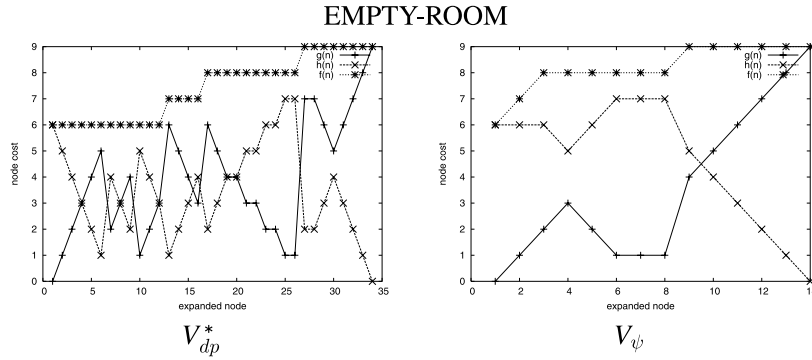 EMPTY-ROOM
9
8
7
6
5
4
3
2
1
0
node cost
g(n)
h(n)
f(n)
0 5 10 15 20 25 30 35
expanded node
V*dp
9
8
7
6
5
4
3
2
1
0
node cost
g(n)
h(n)
f(n)
2 4 6 8 10 12 14
expanded node
Vψ